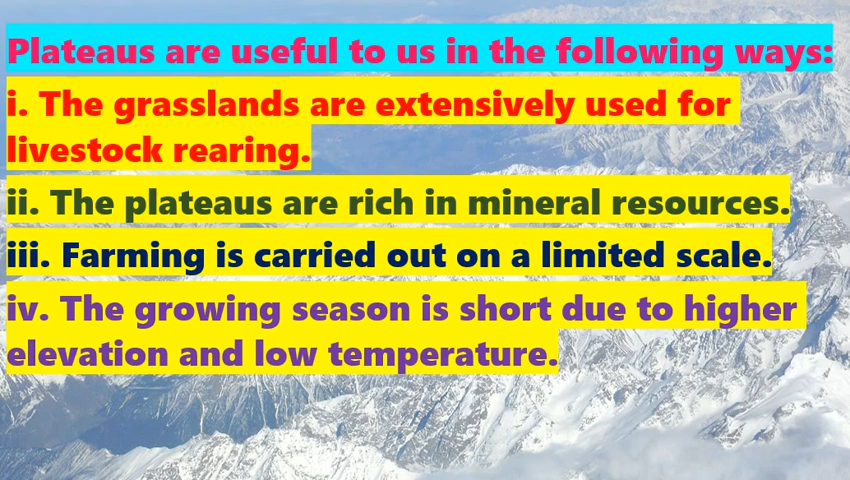 Plateaus are useful to us in the following ways:
i. The grasslands are extensively used for
livestock rearing.
ii. The plateaus are rich in mineral resources.
iii. Farming is carried out on a limited scale.
iv. The growing season is short due to higher
elevation and low temperature.